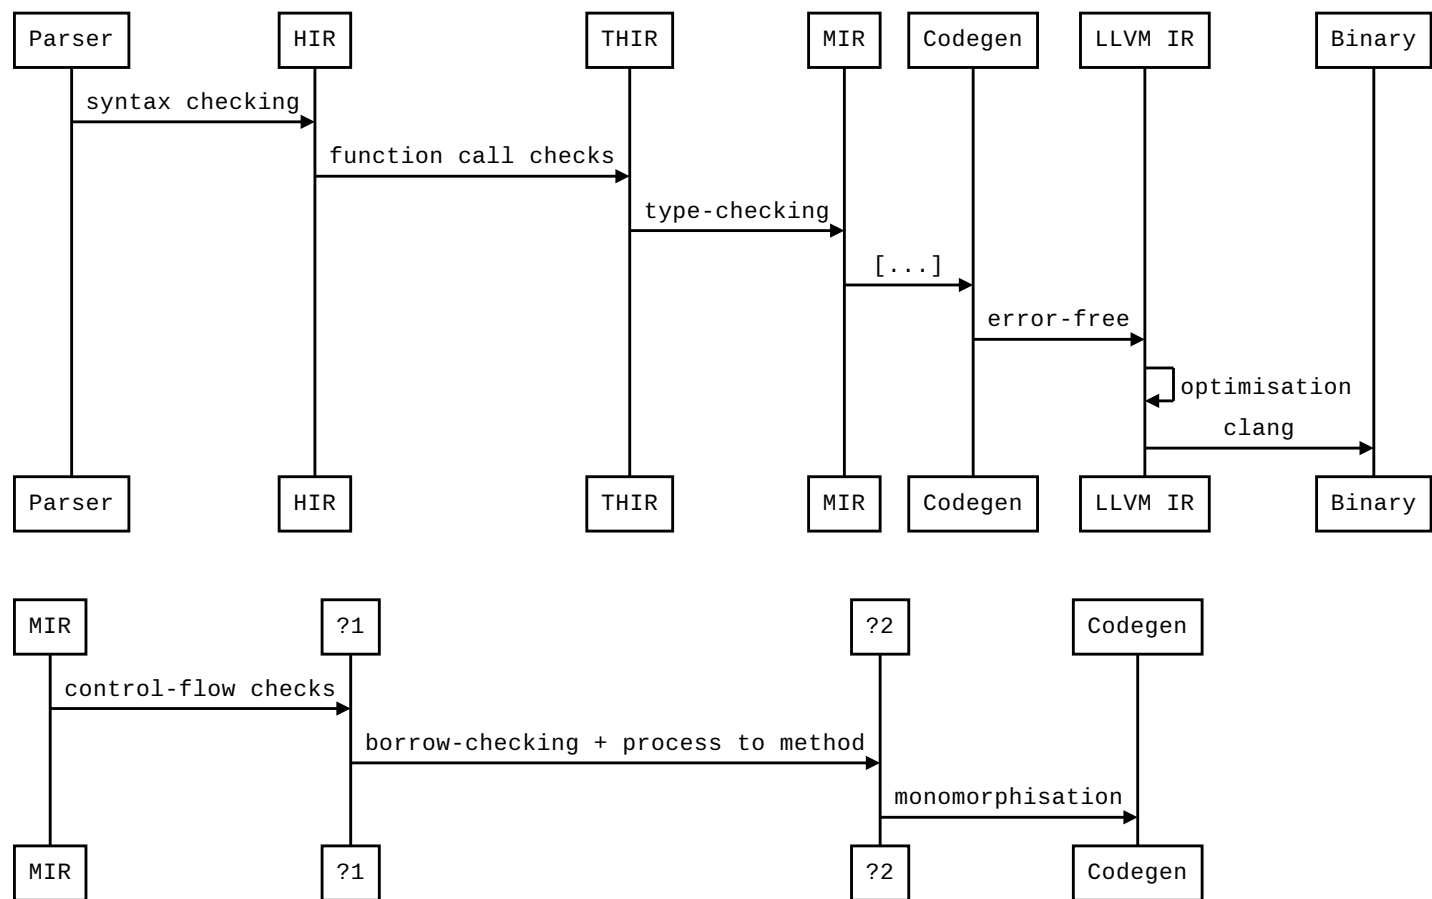 Parser HIR THIR MIR Codegen LLVM IR Binary
syntax checking
function call checks
type-checking
[...]
error-free
optimisation
clang
Parser HIR THIR MIR Codegen LLVM IR Binary
MIR ?1 ?2 Codegen
control-flow checks
borrow-checking + process to method
monomorphisation
MIR ?1 ?2 Codegen